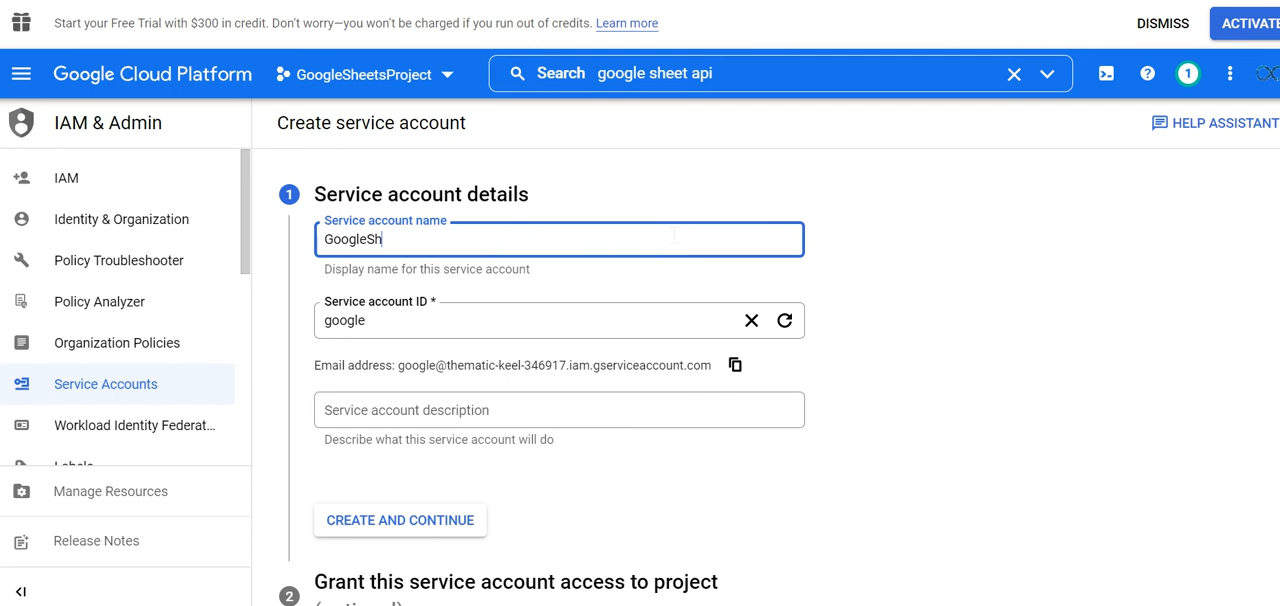 Start your Free Trial with $300 in credit. Don't worry—you won't be charged if you run out of credits. Learn more
DISMISS
ACTIVATE
Google Cloud Platform
GoogleSheetsProject
Search google sheet api
1
IAM & Admin
Create service account
HELP ASSISTANT
IAM
Identity & Organization
Policy Troubleshooter
Policy Analyzer
Organization Policies
Service Accounts
Workload Identity Federat...
Labels
Manage Resources
Release Notes
1 Service account details
Service account name
GoogleSh
Display name for this service account
Service account ID *
google
Email address: google@thematic-keel-346917.iam.gserviceaccount.com
Service account description
Describe what this service account will do
CREATE AND CONTINUE
2 Grant this service account access to project
(optional)